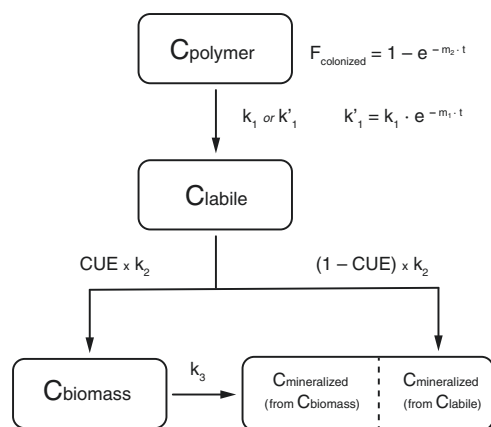 Cpolymer
Fcolonized = 1 – e – m2 · t
k1 or k'1
k'1 = k1 · e – m1 · t
Clabile
CUE x k2
(1 – CUE) x k2
Cbiomass
k3
Cmineralized
(from Cbiomass)
Cmineralized
(from Clabile)